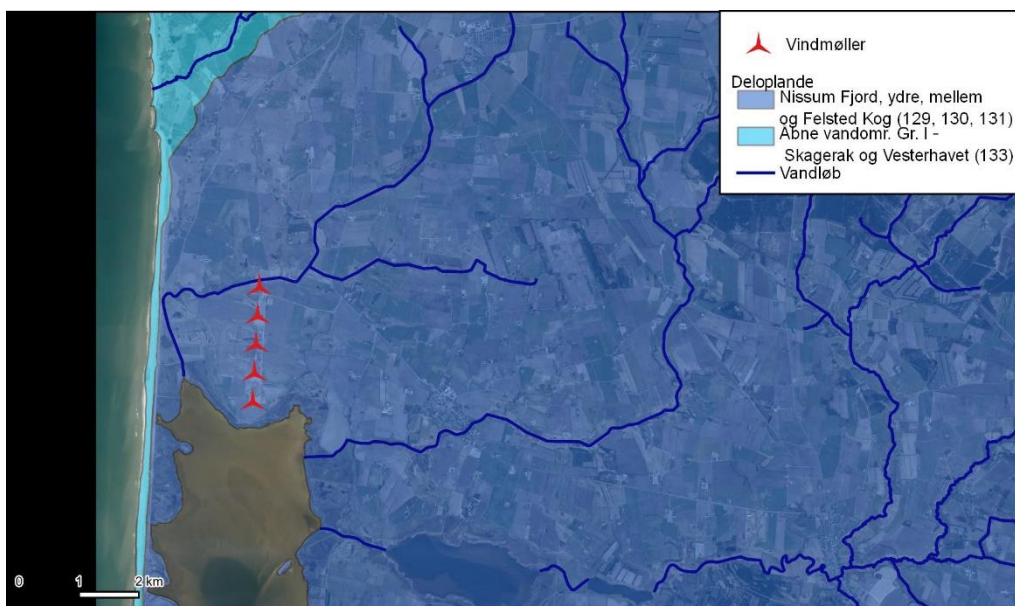 Vindmøller
Deloplande
Nissum Fjord, ydre, mellem
og Felsted Kog (129, 130, 131)
Åbne vandomr. Gr. I -
Skagerak og Vesterhavet (133)
Vandløb
0 1 2 km